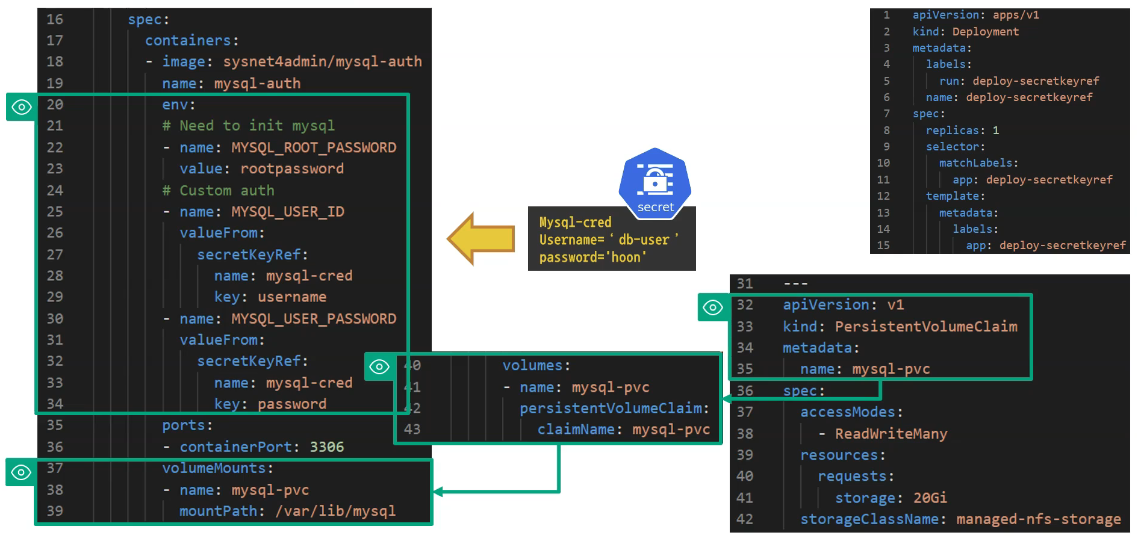 16 spec:
17 containers:
18 - image: sysnet4admin/mysql-auth
19 name: mysql-auth
20 env:
21 # Need to init mysql
22 - name: MYSQL_ROOT_PASSWORD
23 value: rootpassword
24 # Custom auth
25 - name: MYSQL_USER_ID
26 valueFrom:
27 secretKeyRef:
28 name: mysql-cred
29 key: username
30 - name: MYSQL_USER_PASSWORD
31 valueFrom:
32 secretKeyRef:
33 name: mysql-cred
34 key: password
35 ports:
36 - containerPort: 3306
37 volumeMounts:
38 - name: mysql-pvc
39 mountPath: /var/lib/mysql
40 volumes:
41 - name: mysql-pvc
42 persistentVolumeClaim:
43 claimName: mysql-pvc
secret
Mysql-cred
Username=‘db-user’
password='hoon'
1 apiVersion: apps/v1
2 kind: Deployment
3 metadata:
4 labels:
5 run: deploy-secretkeyref
6 name: deploy-secretkeyref
7 spec:
8 replicas: 1
9 selector:
10 matchLabels:
11 app: deploy-secretkeyref
12 template:
13 metadata:
14 labels:
15 app: deploy-secretkeyref
31 ---
32 apiVersion: v1
33 kind: PersistentVolumeClaim
34 metadata:
35 name: mysql-pvc
36 spec:
37 accessModes:
38 - ReadWriteMany
39 resources:
40 requests:
41 storage: 20Gi
42 storageClassName: managed-nfs-storage